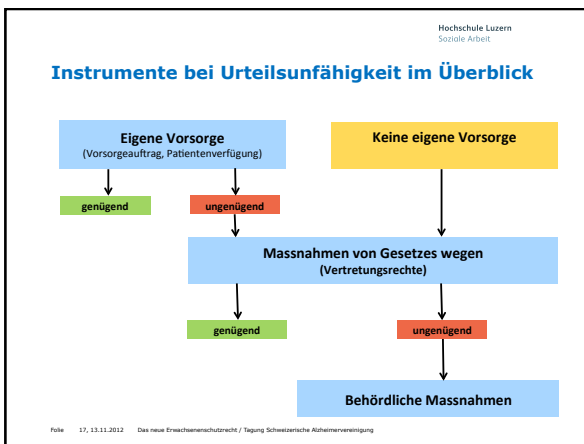 Hochschule Luzern
Soziale Arbeit
Instrumente bei Urteilsunfähigkeit im Überblick
Eigene Vorsorge
(Vorsorgeauftrag, Patientenverfügung)
Keine eigene Vorsorge
genügend
ungenügend
Massnahmen von Gesetzes wegen
(Vertretungsrechte)
genügend
ungenügend
Behördliche Massnahmen
Folie 17, 13.11.2012 Das neue Erwachsenenschutzrecht / Tagung Schweizerische Alzheimervereinigung